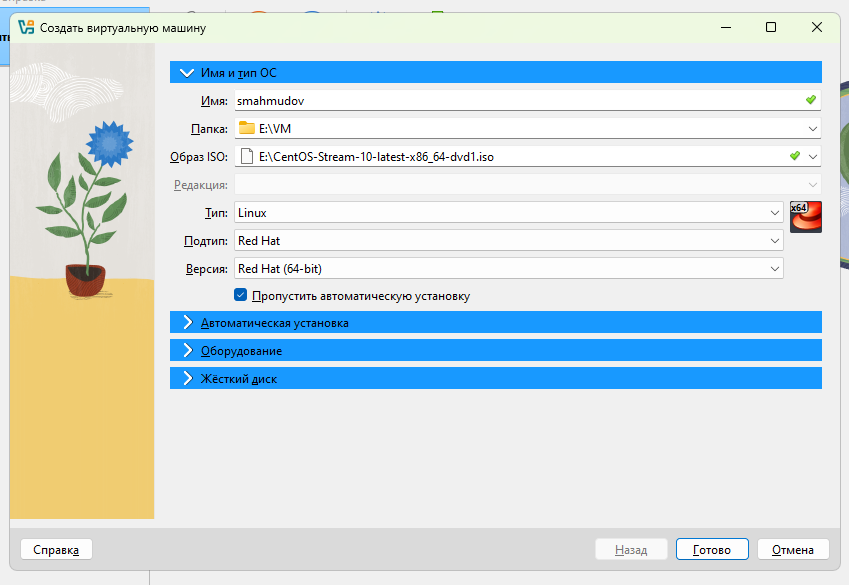 Создать виртуальную машину
Имя и тип ОС
Имя: smahmudov
Папка: E:\VM
Образ ISO: E:\CentOS-Stream-10-latest-x86_64-dvd1.iso
Редакция:
Тип: Linux
x64
Подтип: Red Hat
Версия: Red Hat (64-bit)
Пропустить автоматическую установку
Автоматическая установка
Оборудование
Жёсткий диск
Справка Назад Готово Отмена